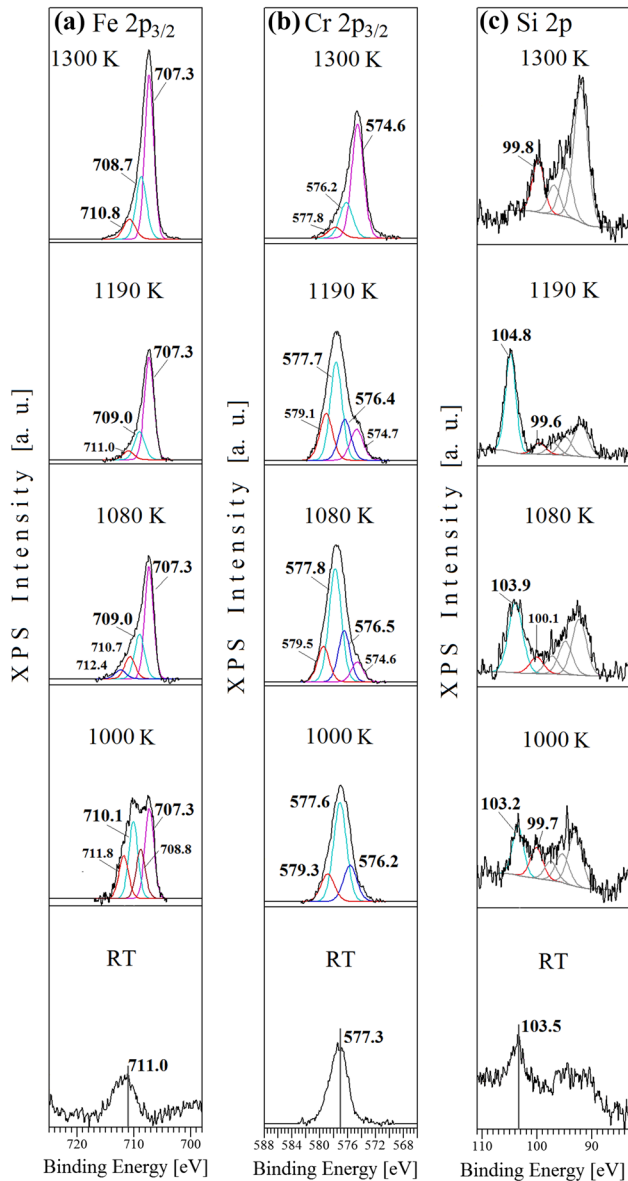 (a) Fe 2p3/2
1300 K
707.3
708.7
710.8
1190 K
707.3
709.0
711.0
1080 K
707.3
709.0
710.7
712.4
1000 K
710.1
707.3
711.8
708.8
RT
711.0
725 710 700
Binding Energy [eV]
XPS Intensity [a. u.]
(b) Cr 2p3/2
1300 K
574.6
576.2
577.8
1190 K
577.7
576.4
579.1
574.7
1080 K
577.8
576.5
579.5
574.6
1000 K
577.6
579.3
576.2
RT
577.3
588 584 580 576 572 566
Binding Energy [eV]
XPS Intensity [a. u.]
(c) Si 2p
1300 K
99.8
1190 K
104.8
99.6
1080 K
103.9
100.1
1000 K
103.2
99.7
RT
103.5
110 100 90
Binding Energy [eV]
XPS Intensity [a. u.]